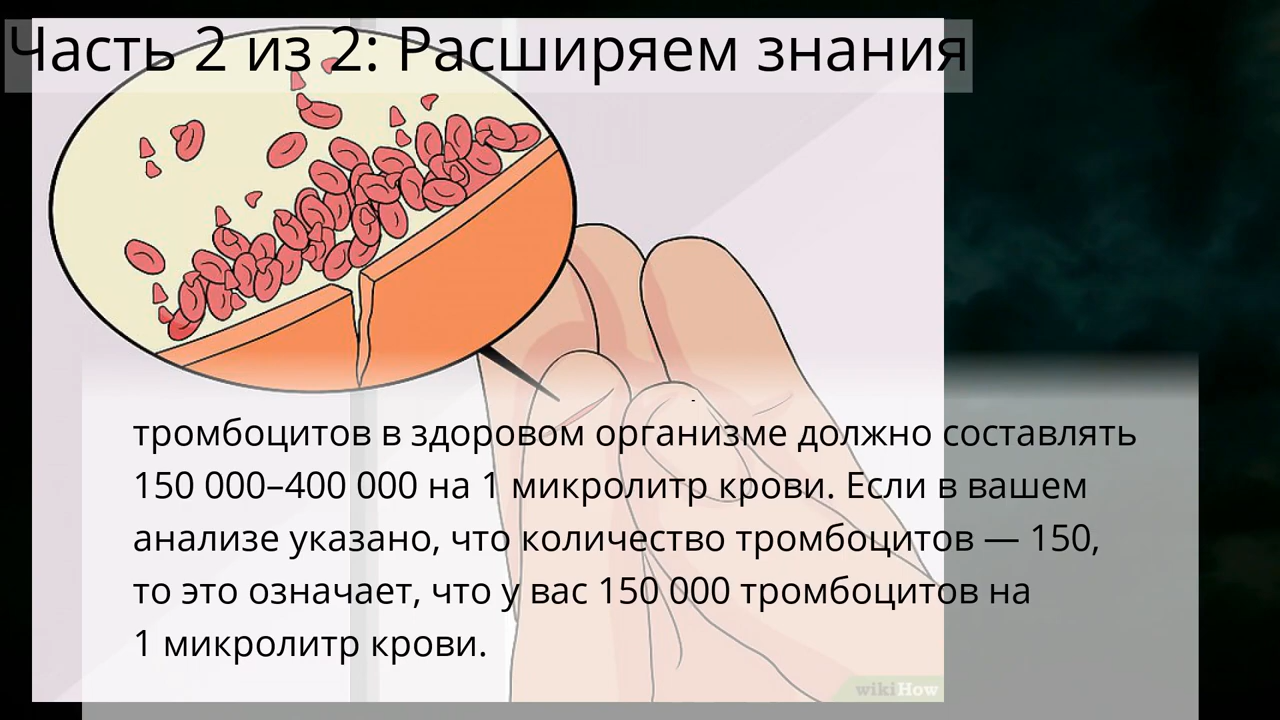 Часть 2 из 2: Расширяем знания
тромбоцитов в здоровом организме должно составлять
150 000–400 000 на 1 микролитр крови. Если в вашем
анализе указано, что количество тромбоцитов — 150,
то это означает, что у вас 150 000 тромбоцитов на
1 микролитр крови.
wikiHow